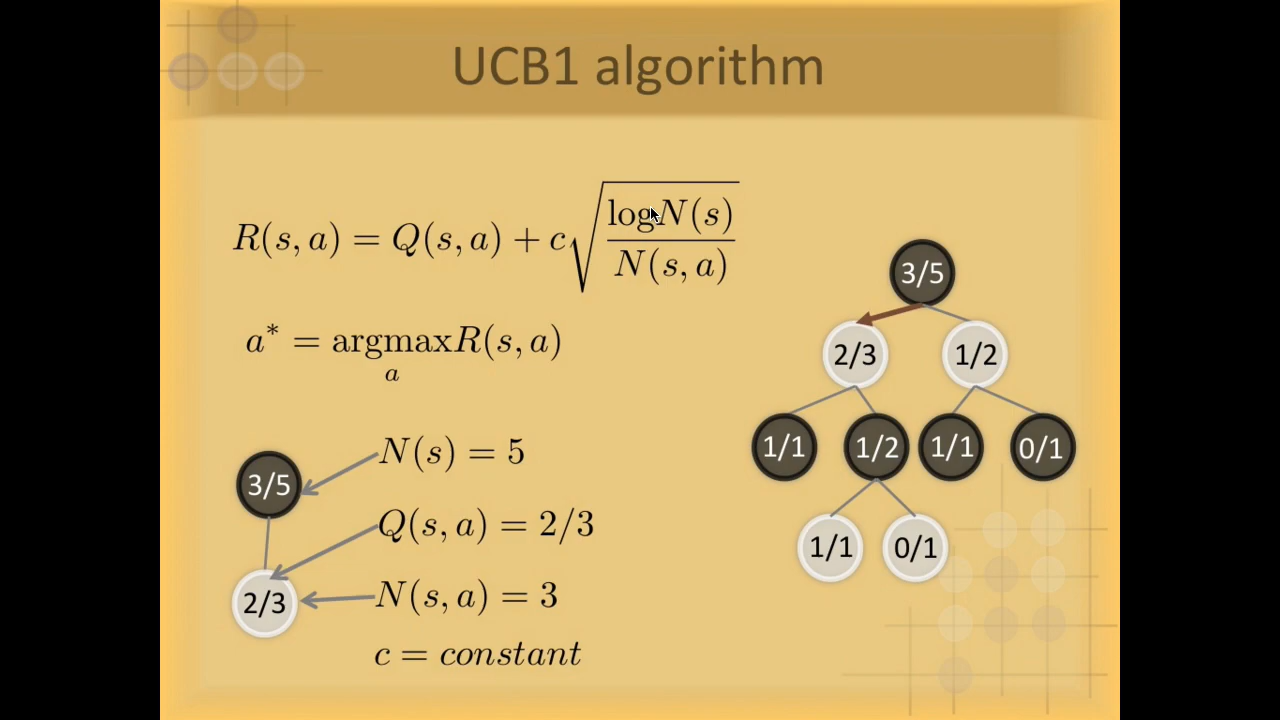 UCB1 algorithm
R(s, a) = Q(s, a) + c√(logN(s) / N(s, a))
a* = argmax R(s, a)
a
N(s) = 5
3/5
Q(s, a) = 2/3
2/3
N(s, a) = 3
c = constant
3/5
2/3 1/2
1/1 1/2 1/1 0/1
1/1 0/1